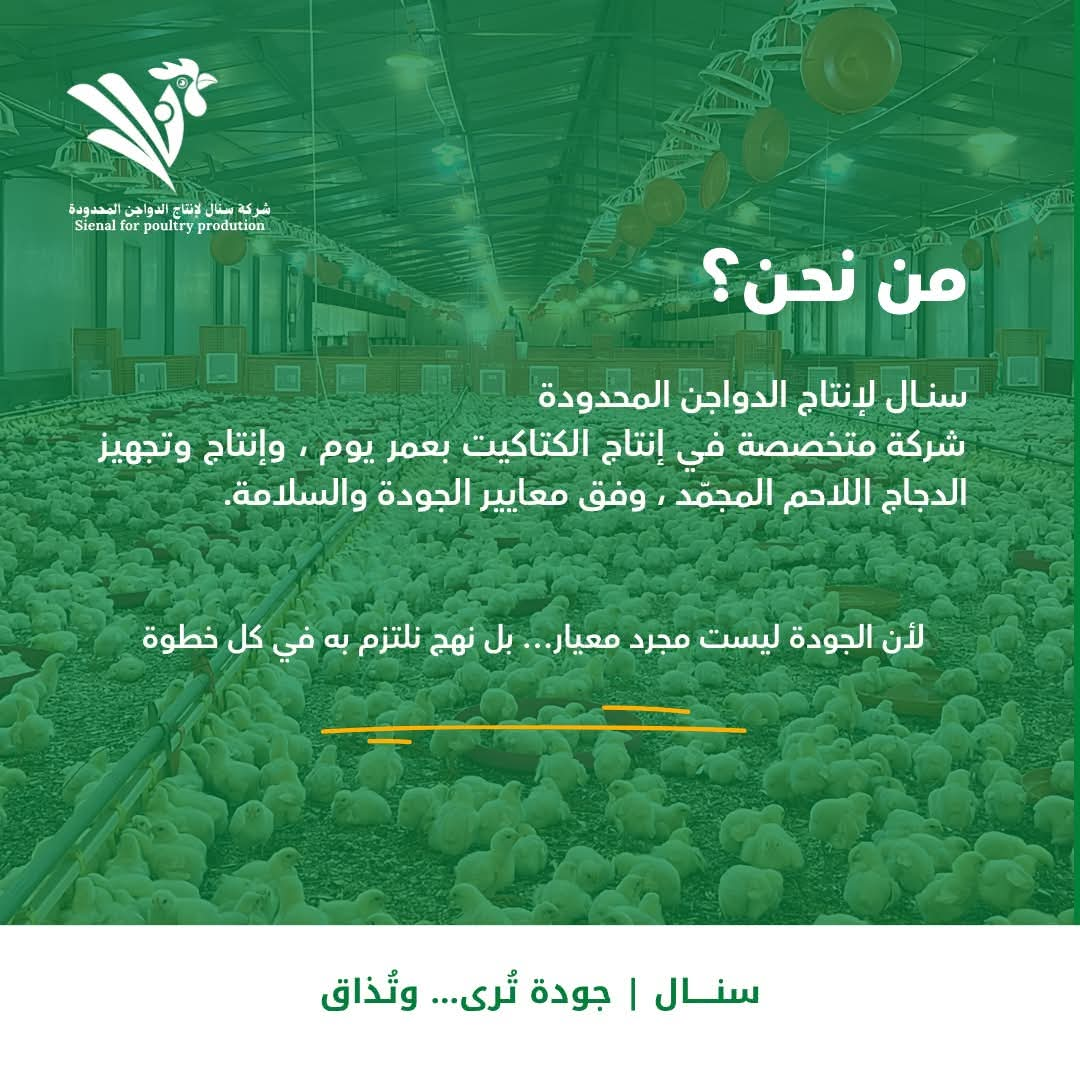 شركة سنال لإنتاج الدواجن المحدودة
Sienal for poultry prodution
من نحن؟
سنـال لإنتاج الدواجن المحدودة
شركة متخصصة في إنتاج الكتاكيت بعمر يوم ، وإنتاج وتجهيز
الدجاج اللاحم المجمّد ، وفق معايير الجودة والسلامة.
لأن الجودة ليست مجرد معيار... بل نهج نلتزم به في كل خطوة
سنــــال | جودة تُرى... وتُذاق